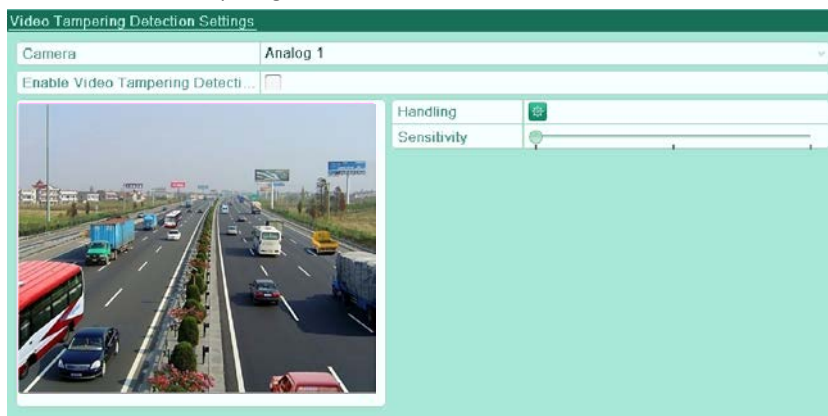 Video Tampering Detection Settings
Camera Analog 1
Enable Video Tampering Detecti...
Handling
Sensitivity